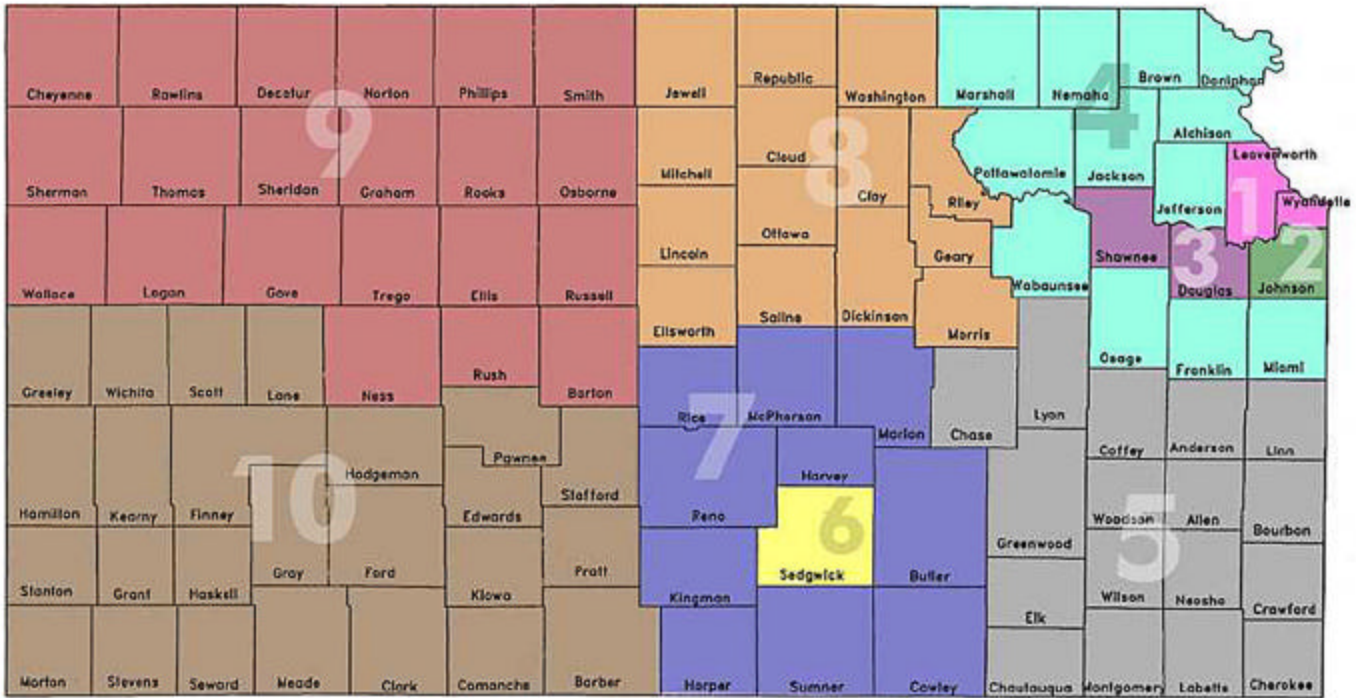 Cheyenne
Rawlins
Decatur
Norton
Phillips
Smith
Jewell
Republic
Washington
Marshall
Nemaha
Brown
Doniphan
9
8
4
Sherman
Thomas
Sheridan
Graham
Rooks
Osborne
Mitchell
Cloud
Clay
Riley
Pottawatomie
Jackson
Atchison
Jefferson
Leavenworth
Wyandotte
1
Wallace
Logan
Gove
Trego
Ellis
Russell
Lincoln
Ottawa
Geary
Wabaunsee
Shawnee
3
Douglas
2
Johnson
Ellsworth
Saline
Dickinson
Morris
Osage
Franklin
Miami
Greeley
Wichita
Scott
Lane
Ness
Rush
Barton
Rice
McPherson
Marion
Chase
Lyon
Coffey
Anderson
Linn
7
10
Hamilton
Kearny
Finney
Hodgeman
Pawnee
Edwards
Stafford
Reno
Harvey
6
Sedgwick
Butler
Greenwood
Woodson
Allen
Bourbon
5
Stanton
Grant
Haskell
Gray
Ford
Kiowa
Pratt
Kingman
Elk
Wilson
Neosho
Crawford
Morton
Stevens
Seward
Meade
Clark
Comanche
Barber
Harper
Sumner
Cowley
Chautauqua
Montgomery
Labette
Cherokee